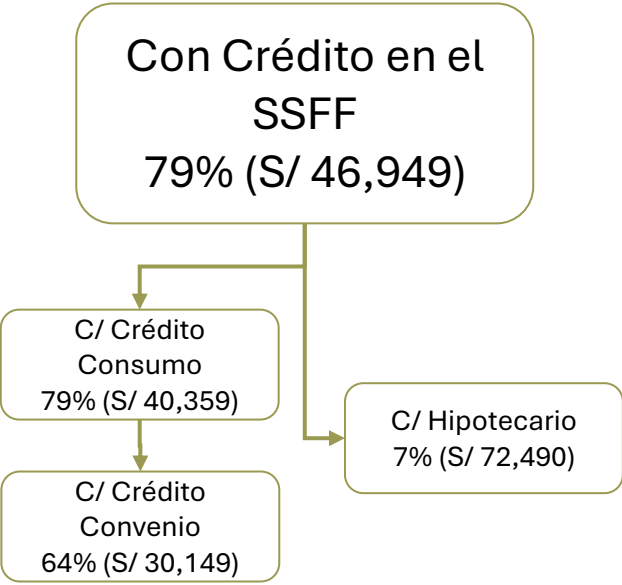 Con Crédito en el
SSFF
79% (S/ 46,949)
C/ Crédito
Consumo
79% (S/ 40,359)
C/ Hipotecario
7% (S/ 72,490)
C/ Crédito
Convenio
64% (S/ 30,149)